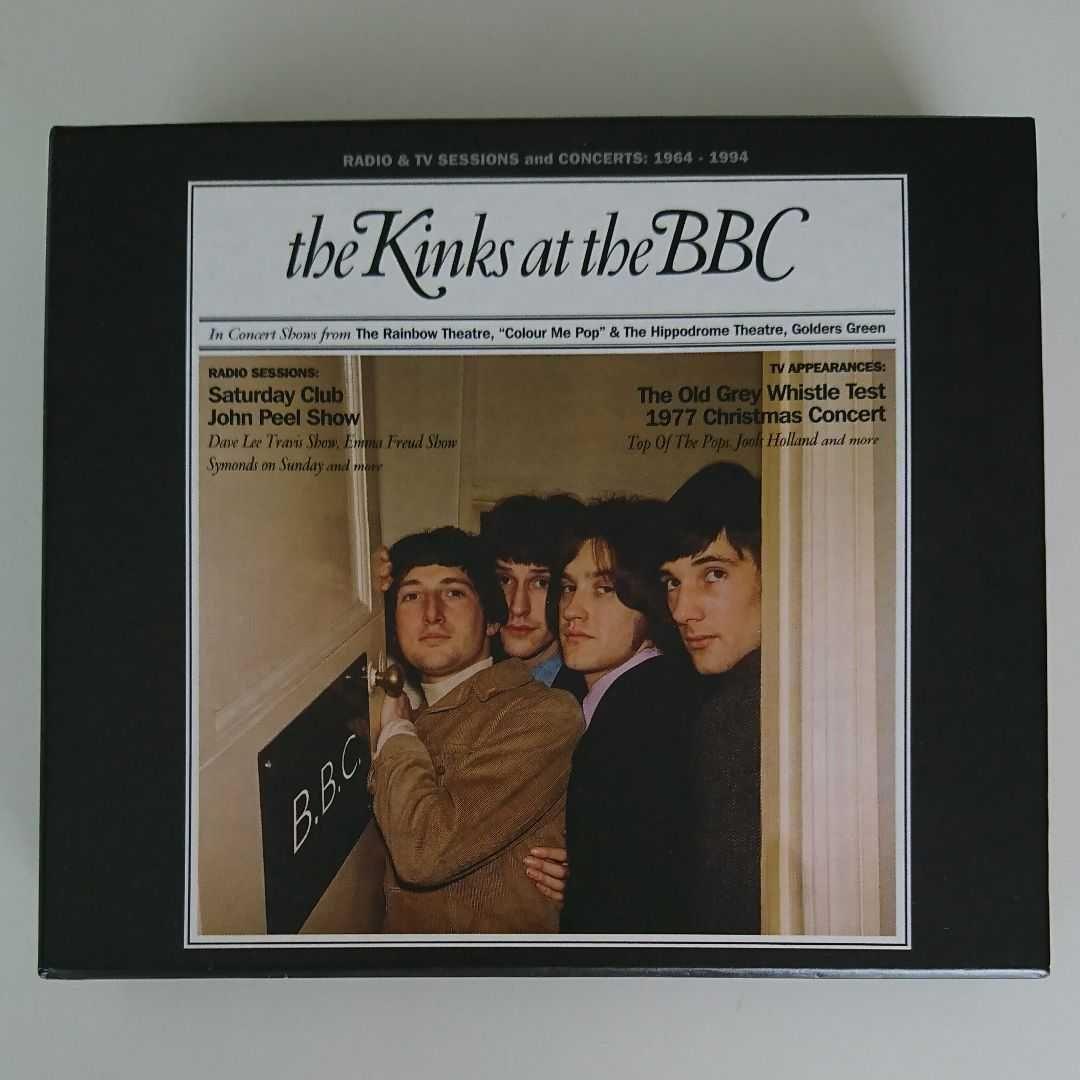 RADIO & TV SESSIONS and CONCERTS: 1964 - 1994
the Kinks at the BBC
In Concert Shows from The Rainbow Theatre, "Colour Me Pop" & The Hippodrome Theatre, Golders Green
RADIO SESSIONS:
Saturday Club
John Peel Show
Dave Lee Travis Show, Emma Freud Show
Symonds on Sunday and more
TV APPEARANCES:
The Old Grey Whistle Test
1977 Christmas Concert
Top Of The Pops, Jools Holland and more
B.B.C.